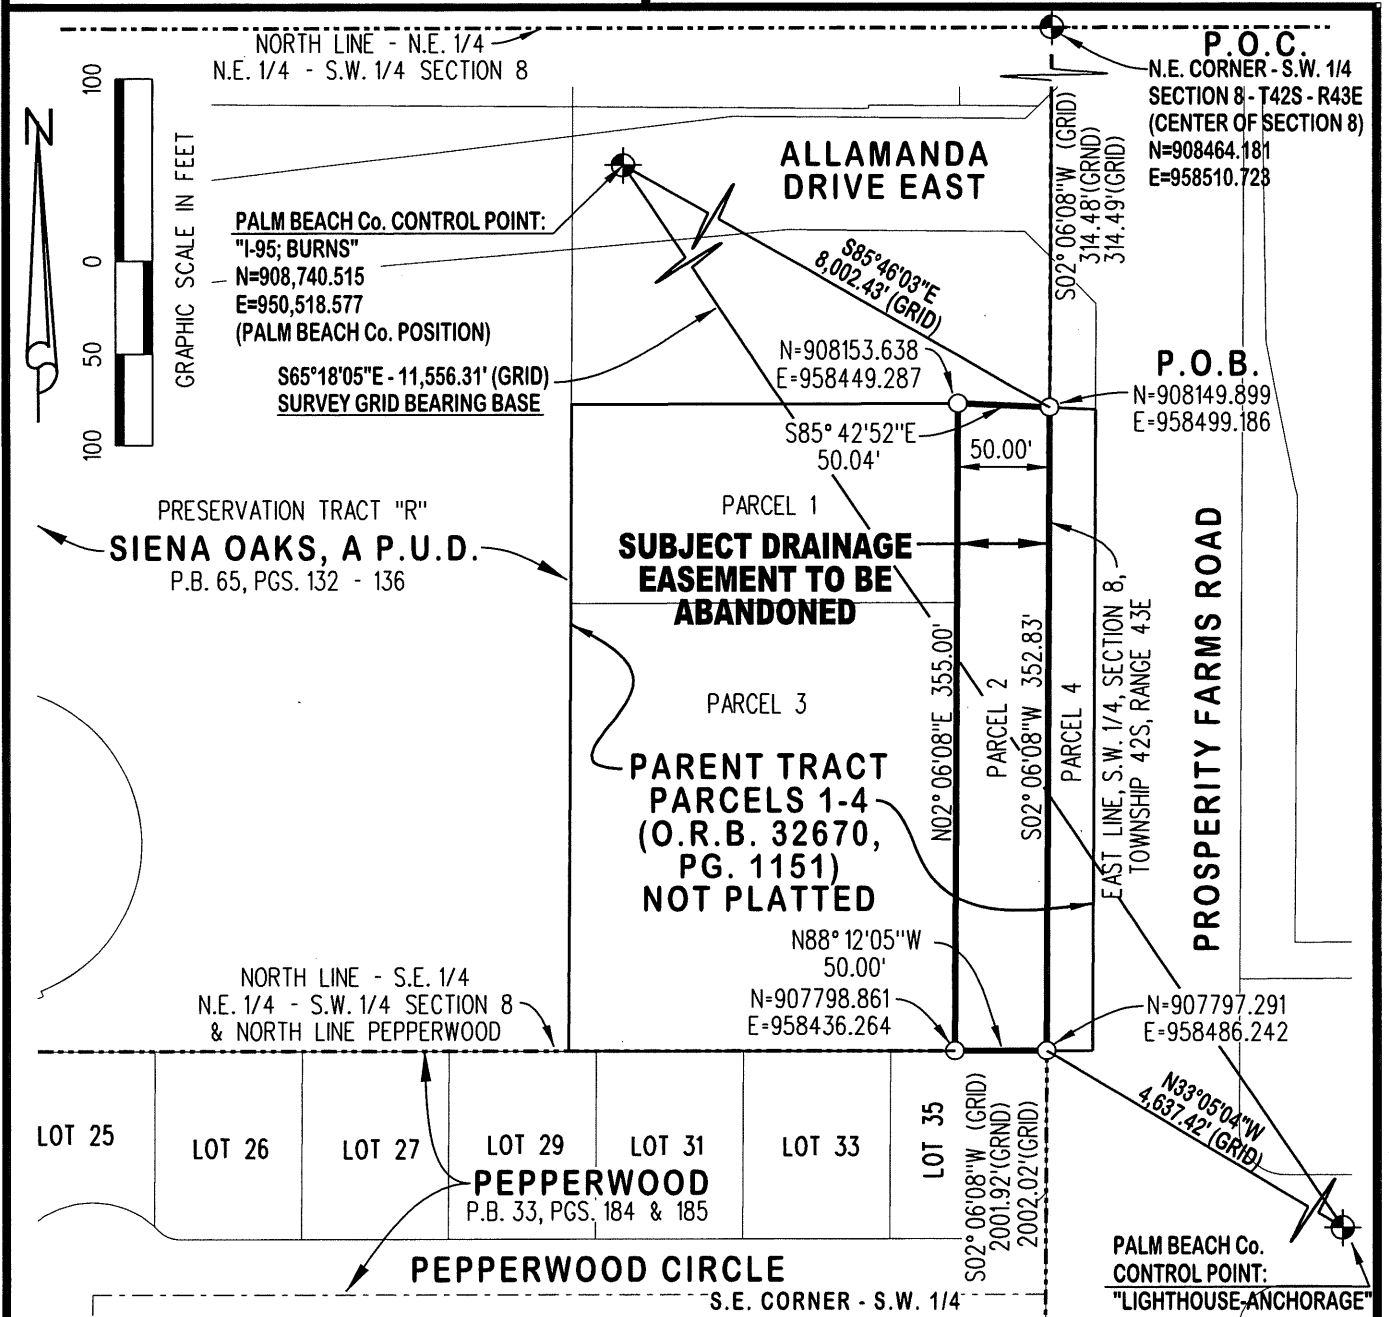 NORTH LINE - N.E. 1/4
N.E. 1/4 - S.W. 1/4 SECTION 8
P.O.C.
N.E. CORNER - S.W. 1/4
SECTION 8 - T42S - R43E
(CENTER OF SECTION 8)
N=908464.181
E=958510.723
100
0
50
100
GRAPHIC SCALE IN FEET
N
ALLAMANDA
DRIVE EAST
S02° 06'08"W (GRID)
314.48'(GRND)
314.49'(GRID)
PALM BEACH Co. CONTROL POINT:
"I-95; BURNS"
N=908,740.515
E=950,518.577
(PALM BEACH Co. POSITION)
S65°18'05"E - 11,556.31' (GRID)
SURVEY GRID BEARING BASE
S85°46'03"E
8,002.43' (GRID)
N=908153.638
E=958449.287
P.O.B.
N=908149.899
E=958499.186
S85° 42'52"E
50.04'
50.00'
PRESERVATION TRACT "R"
SIENA OAKS, A P.U.D.
P.B. 65, PGS. 132 - 136
PARCEL 1
SUBJECT DRAINAGE
EASEMENT TO BE
ABANDONED
PARCEL 3
PARENT TRACT
PARCELS 1-4
(O.R.B. 32670,
PG. 1151)
NOT PLATTED
N02° 06'08"E 355.00'
PARCEL 2
S02° 06'08"W 352.83'
PARCEL 4
EAST LINE, S.W. 1/4, SECTION 8,
TOWNSHIP 42S, RANGE 43E
PROSPERITY FARMS ROAD
N88° 12'05"W
50.00'
N=907798.861
E=958436.264
N=907797.291
E=958486.242
NORTH LINE - S.E. 1/4
N.E. 1/4 - S.W. 1/4 SECTION 8
& NORTH LINE PEPPERWOOD
LOT 25
LOT 26
LOT 27
LOT 29
LOT 31
LOT 33
LOT 35
S02° 06'08"W (GRID)
2001.92'(GRND)
2002.02'(GRID)
N33°05'04"W
4,637.42' (GRID)
PEPPERWOOD
P.B. 33, PGS. 184 & 185
PEPPERWOOD CIRCLE
S.E. CORNER - S.W. 1/4
PALM BEACH Co.
CONTROL POINT:
"LIGHTHOUSE-ANCHORAGE"